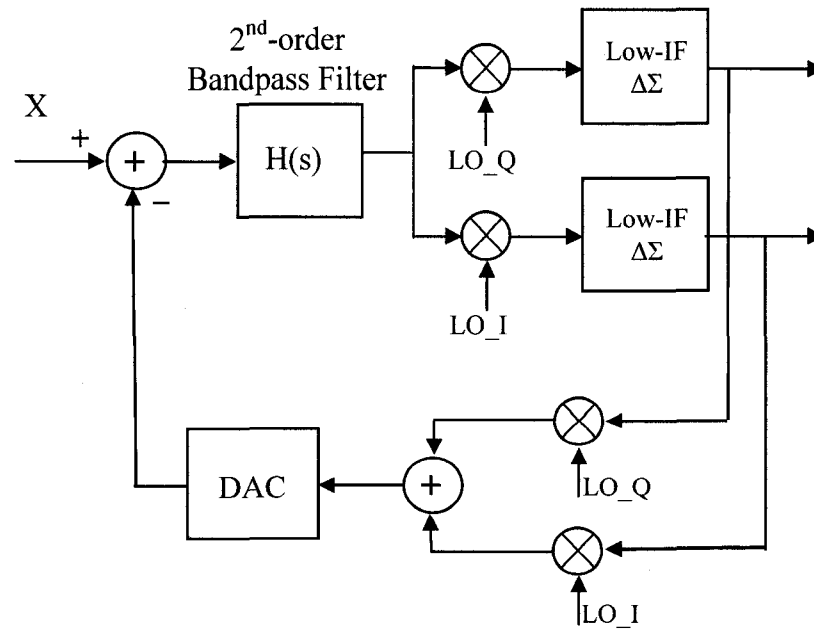 2nd-order
Bandpass Filter
X
+
+
−
H(s)
LO_Q
Low-IF
ΔΣ
LO_I
Low-IF
ΔΣ
DAC
+
LO_Q
LO_I